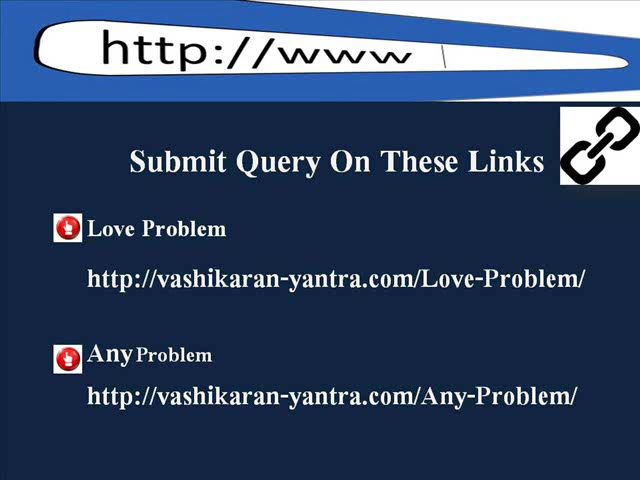 http://www
Submit Query On These Links
Love Problem
http://vashikaran-yantra.com/Love-Problem/
Any Problem
http://vashikaran-yantra.com/Any-Problem/